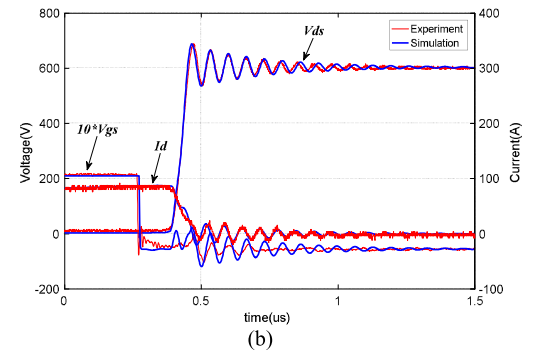 800
400
Vds
Experiment
Simulation
600
300
Voltage(V)
400
10*Vgs
Id
200
Current(A)
200
100
0
0
-200
-100
0
0.5
1
1.5
time(us)
(b)